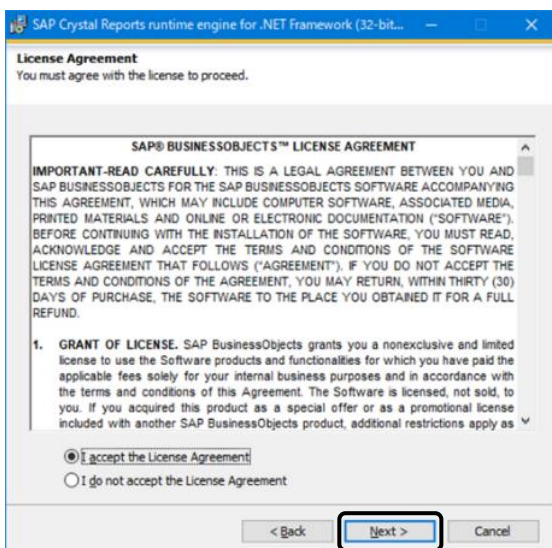 SAP Crystal Reports runtime engine for .NET Framework (32-bit...
License Agreement
You must agree with the license to proceed.
SAP® BUSINESSOBJECTS™ LICENSE AGREEMENT
IMPORTANT-READ CAREFULLY: THIS IS A LEGAL AGREEMENT BETWEEN YOU AND
SAP BUSINESSOBJECTS FOR THE SAP BUSINESSOBJECTS SOFTWARE ACCOMPANYING
THIS AGREEMENT, WHICH MAY INCLUDE COMPUTER SOFTWARE, ASSOCIATED MEDIA,
PRINTED MATERIALS AND ONLINE OR ELECTRONIC DOCUMENTATION ("SOFTWARE").
BEFORE CONTINUING WITH THE INSTALLATION OF THE SOFTWARE, YOU MUST READ,
ACKNOWLEDGE AND ACCEPT THE TERMS AND CONDITIONS OF THE SOFTWARE
LICENSE AGREEMENT THAT FOLLOWS ("AGREEMENT"). IF YOU DO NOT ACCEPT THE
TERMS AND CONDITIONS OF THE AGREEMENT, YOU MAY RETURN, WITHIN THIRTY (30)
DAYS OF PURCHASE, THE SOFTWARE TO THE PLACE YOU OBTAINED IT FOR A FULL
REFUND.
1. GRANT OF LICENSE. SAP BusinessObjects grants you a nonexclusive and limited
license to use the Software products and functionalities for which you have paid the
applicable fees solely for your internal business purposes and in accordance with
the terms and conditions of this Agreement. The Software is licensed, not sold, to
you. If you acquired this product as a special offer or as a promotional license
included with another SAP BusinessObjects product, additional restrictions apply as
I accept the License Agreement
I do not accept the License Agreement
< Back Next > Cancel